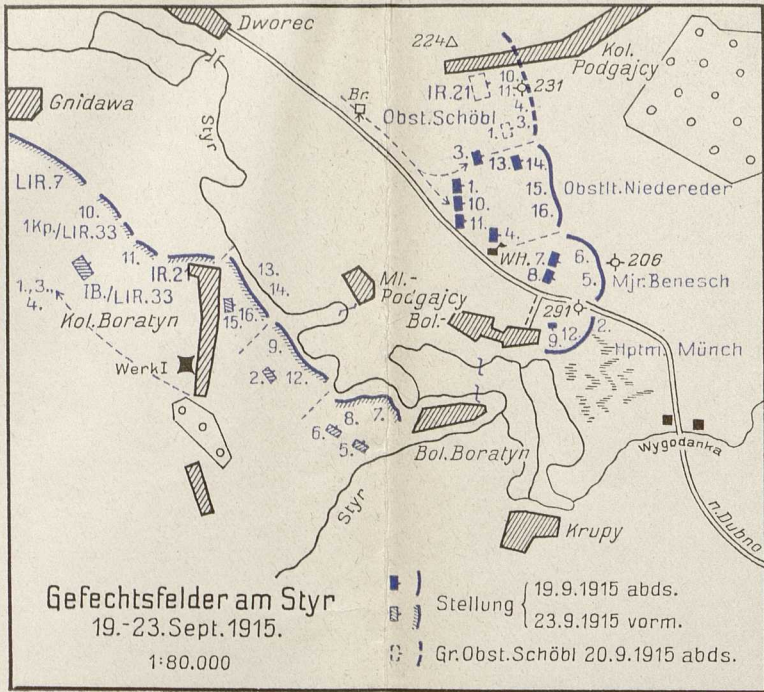 Dworec
224
Kol.
Podgajcy
IR.21
10.
11.
231
4.
Br.
Obst.Schöbl
1.
3.
Gnidawa
Styr
3.
13.
14.
LIR.7
1.
15.
Obstlt.Niedereder
10.
16.
11.
10.
1Kp./LIR.33
4.
11.
WH.
7.
6.
206
IR.21
13.
8.
5.
Mjr.Benesch
1.,3.,
4.
IB./LIR.33
14.
Ml.-
Podgajcy
291
Kol.Boratyn
15.
16.
Bol.-
9.
12.
2.
Hptm. Münch
Werk I
9.
2.
12.
8.
7.
6.
5.
Bol.Boratyn
Wygodanka
Styr
Krupy
n.Dubno
Gefechtsfelder am Styr
19.-23.Sept.1915.
1:80.000
Stellung
19.9.1915 abds.
23.9.1915 vorm.
Gr.Obst.Schöbl 20.9.1915 abds.